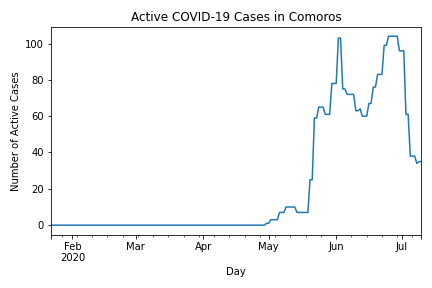 Active COVID-19 Cases in Comoros
Number of Active Cases
100
80
60
40
20
0
Feb Mar Apr May Jun Jul
2020
Day